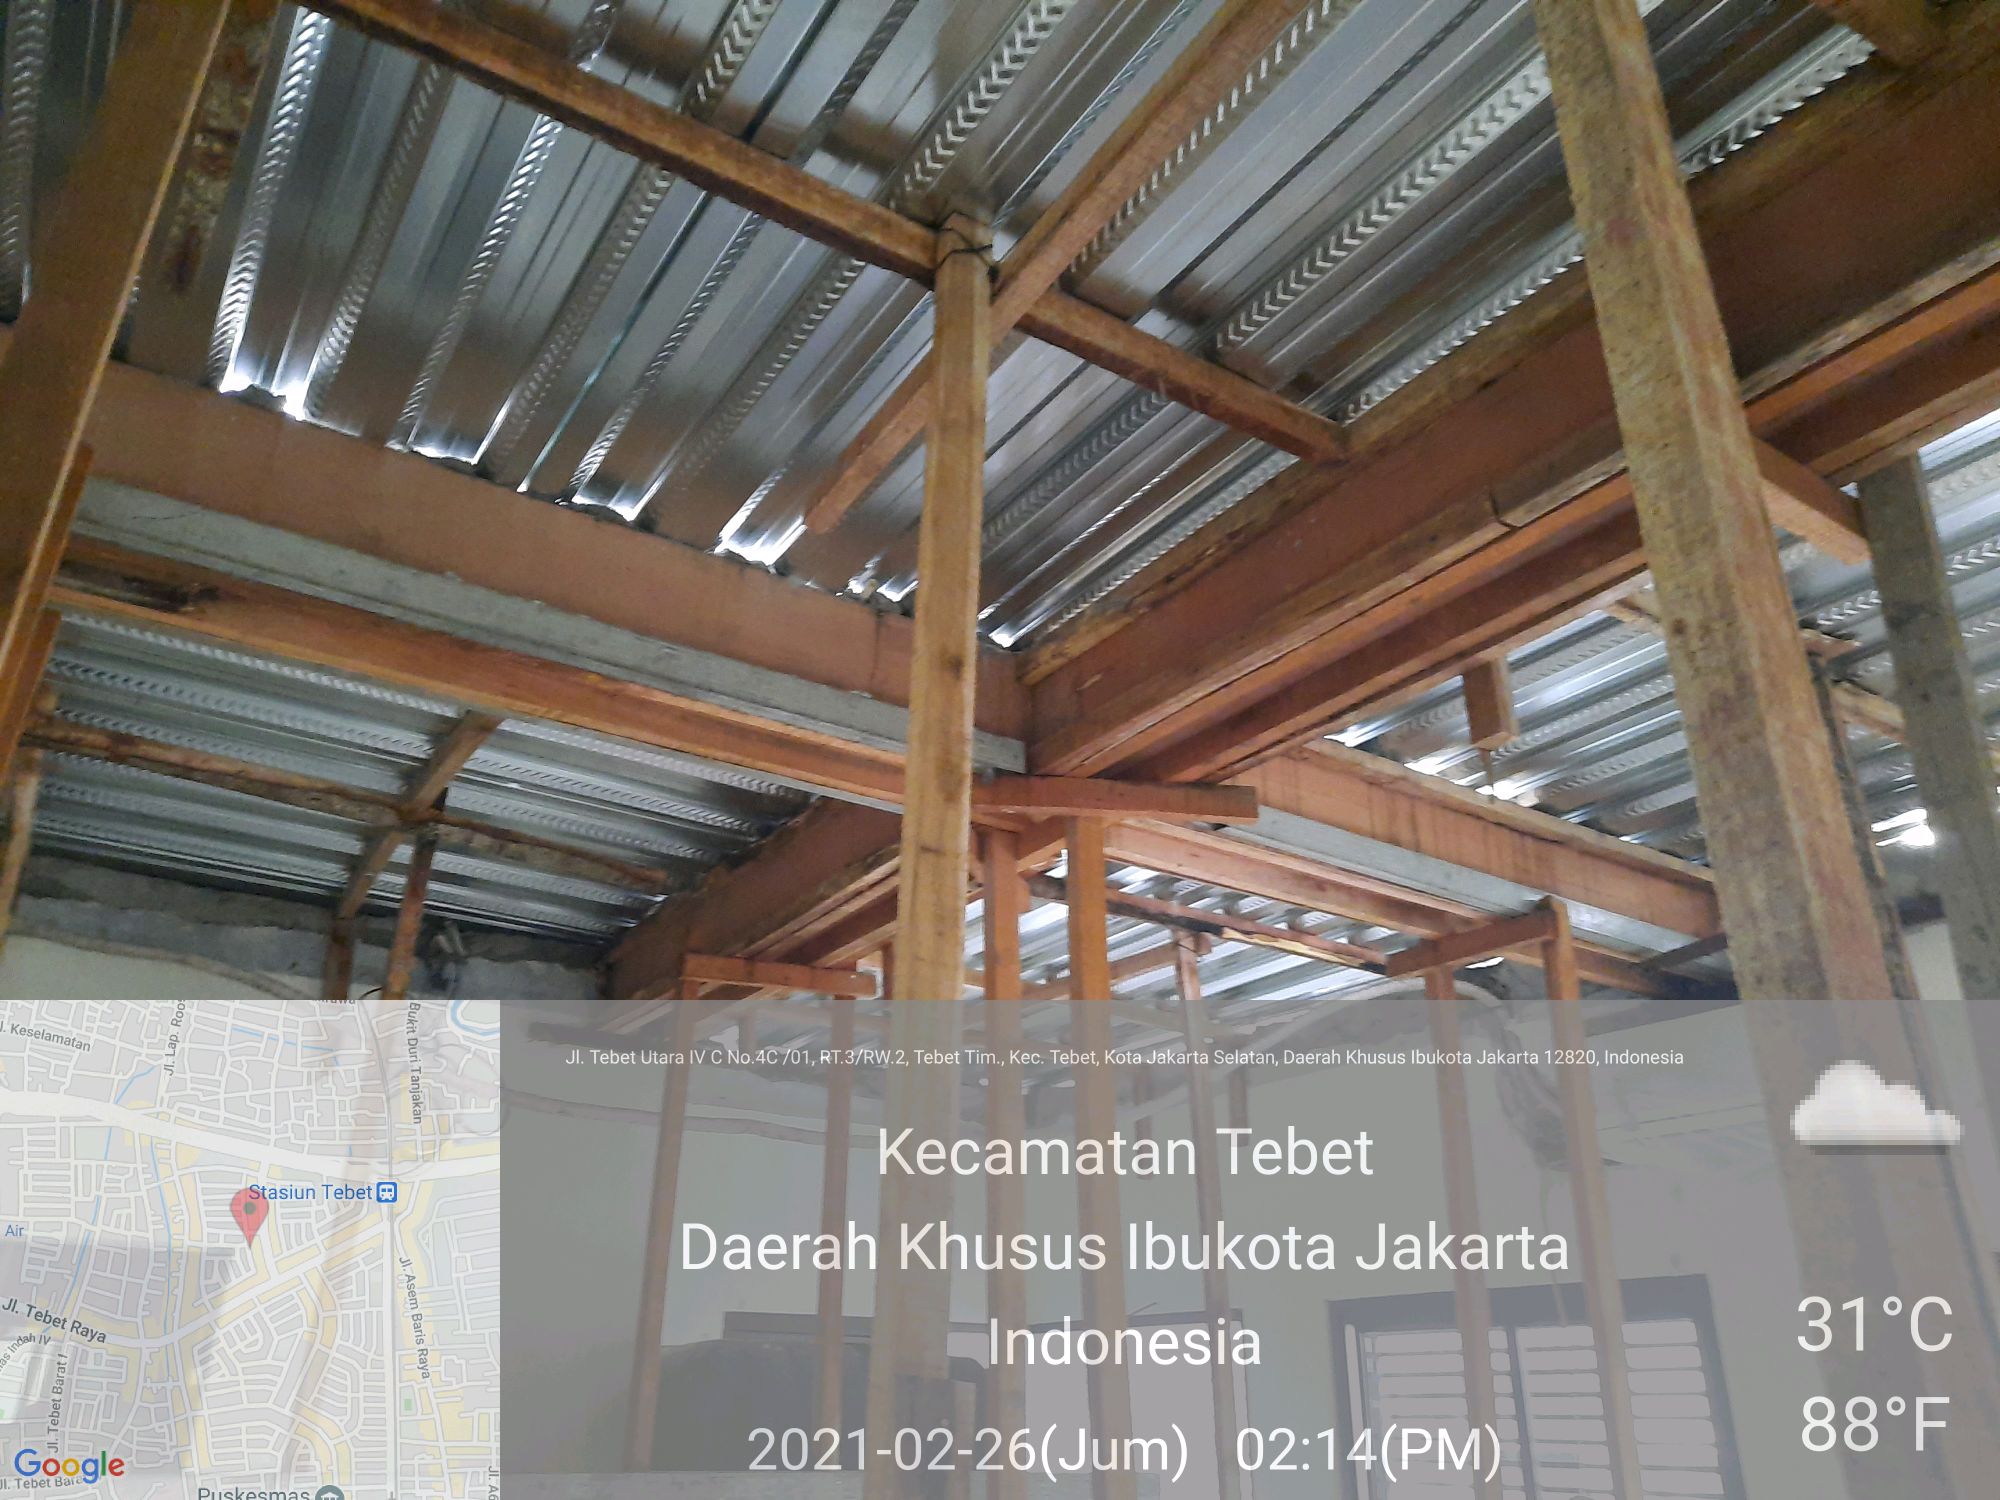 Jl. Tebet Utara IV C No.4C /01, RT.3/RW.2, Tebet Tim., Kec. Tebet, Kota Jakarta Selatan, Daerah Khusus Ibukota Jakarta 12820, Indonesia
Kecamatan Tebet
Daerah Khusus Ibukota Jakarta
Indonesia
2021-02-26(Jum) 02:14(PM)
31°C
88°F
Jl. Keselamatan
Jl. Lap. Roos
Bukit Duri Tanjakan
Stasiun Tebet
Air
Jl. Asem Baris Raya
Jl. Tebet Raya
Jl. Tebet Barat I
Google
Puskesmas